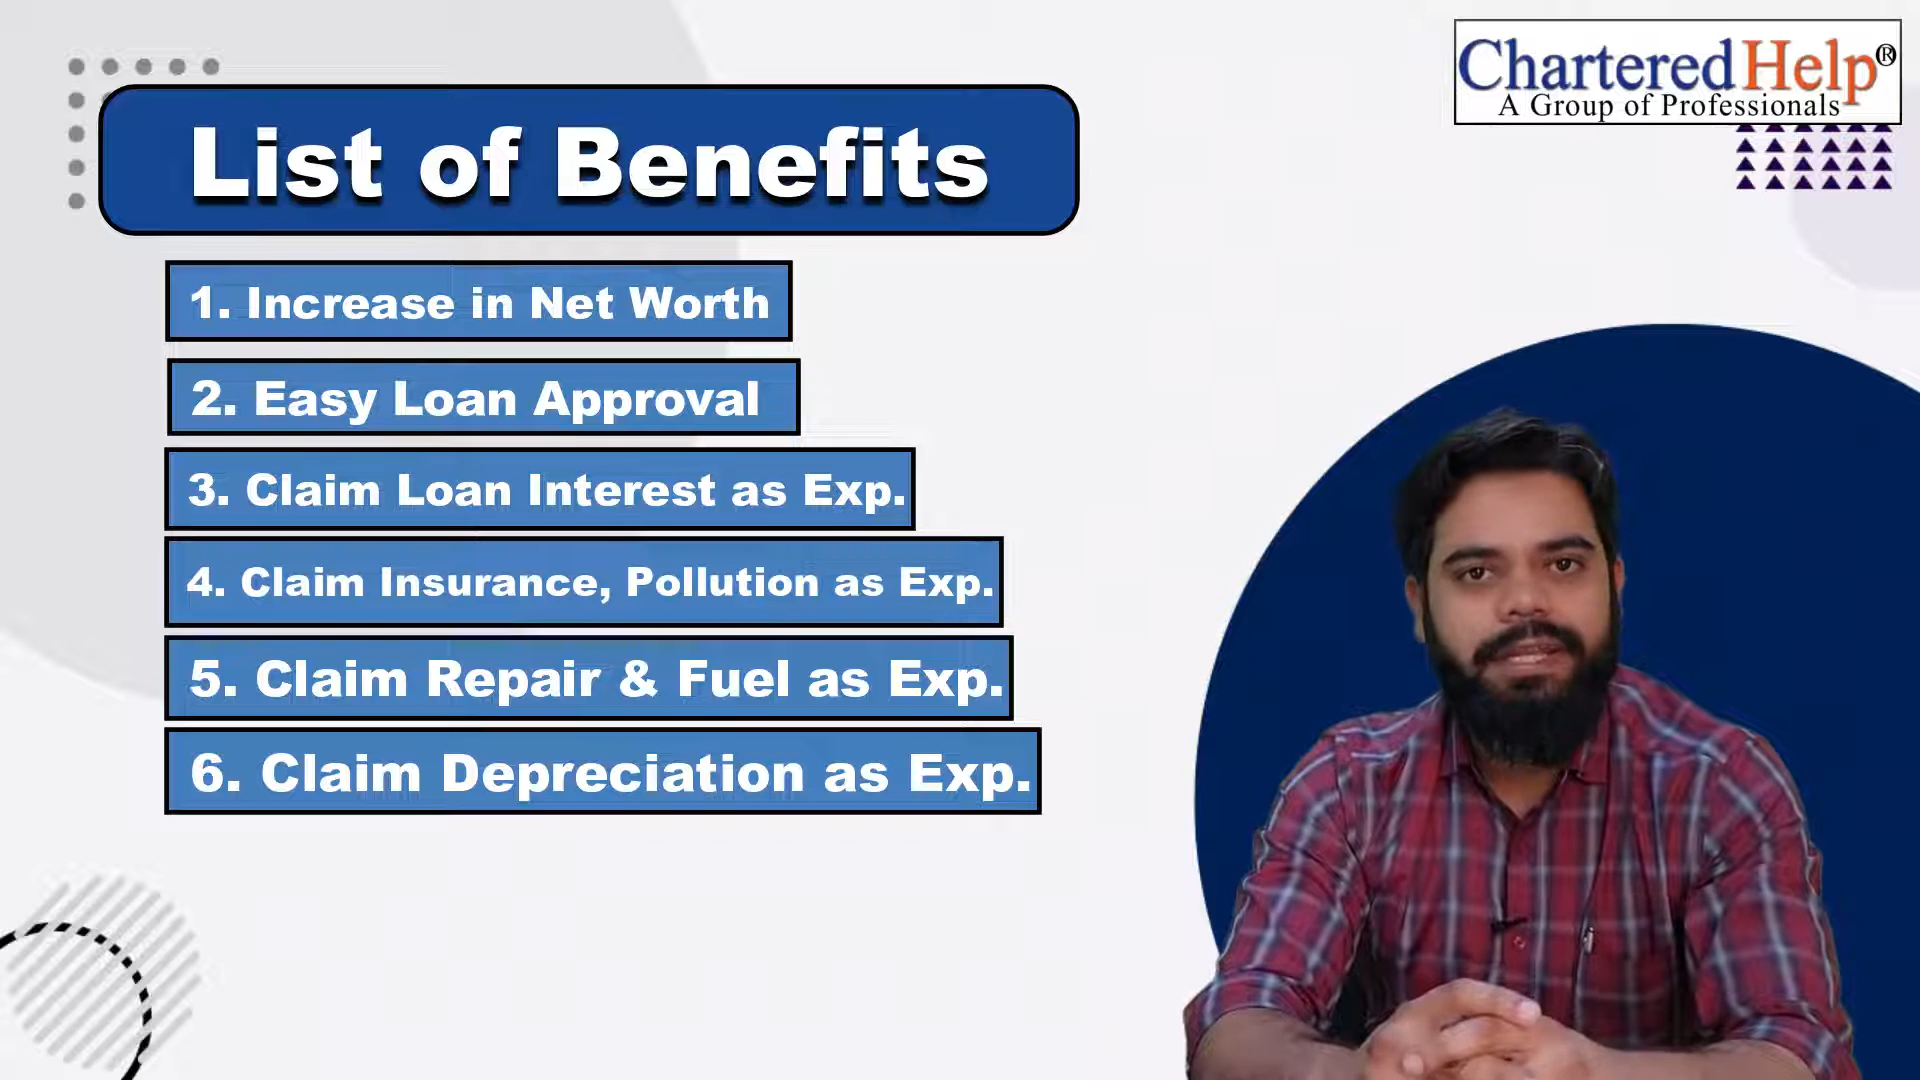 CharteredHelp®
A Group of Professionals
List of Benefits
1. Increase in Net Worth
2. Easy Loan Approval
3. Claim Loan Interest as Exp.
4. Claim Insurance, Pollution as Exp.
5. Claim Repair & Fuel as Exp.
6. Claim Depreciation as Exp.